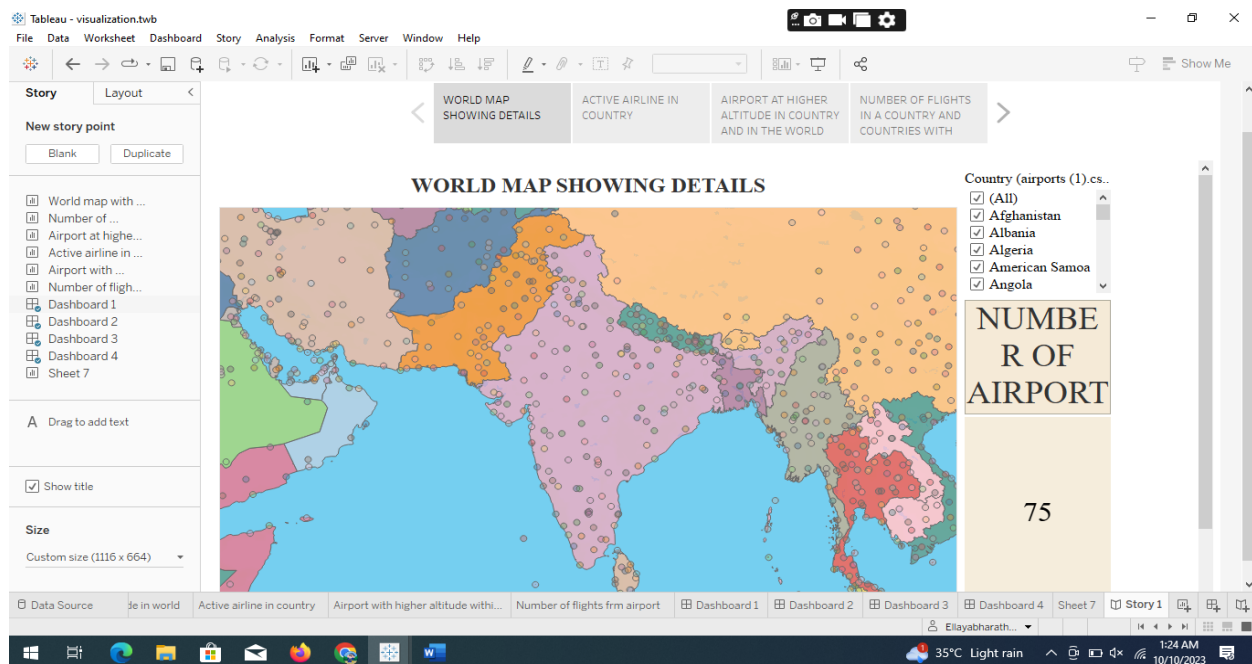 Tableau - visualization.twb
File Data Worksheet Dashboard Story Analysis Format Server Window Help
Show Me
Story Layout
New story point
Blank Duplicate
World map with ...
Number of ...
Airport at highe...
Active airline in ...
Airport with ...
Number of fligh...
Dashboard 1
Dashboard 2
Dashboard 3
Dashboard 4
Sheet 7
A Drag to add text
Show title
Size
Custom size (1116 x 664)
WORLD MAP
SHOWING DETAILS
ACTIVE AIRLINE IN
COUNTRY
AIRPORT AT HIGHER
ALTITUDE IN COUNTRY
AND IN THE WORLD
NUMBER OF FLIGHTS
IN A COUNTRY AND
COUNTRIES WITH
WORLD MAP SHOWING DETAILS
Country (airports (1).cs..
(All)
Afghanistan
Albania
Algeria
American Samoa
Angola
NUMBE
R OF
AIRPORT
75
Data Source de in world Active airline in country Airport with higher altitude withi... Number of flights frm airport Dashboard 1 Dashboard 2 Dashboard 3 Dashboard 4 Sheet 7 Story 1
Ellayabharath...
35°C Light rain
1:24 AM
10/10/2023